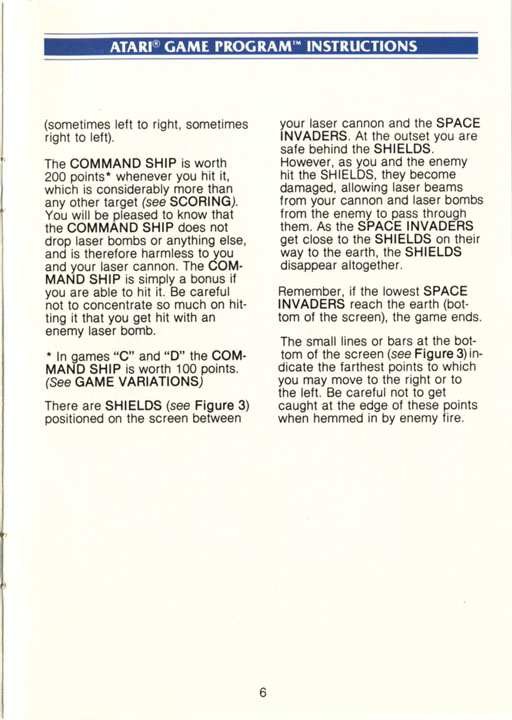 ATARI® GAME PROGRAM™ INSTRUCTIONS
(sometimes left to right, sometimes
right to left).
The COMMAND SHIP is worth
200 points* whenever you hit it,
which is considerably more than
any other target (see SCORING).
You will be pleased to know that
the COMMAND SHIP does not
drop laser bombs or anything else,
and is therefore harmless to you
and your laser cannon. The COM-
MAND SHIP is simply a bonus if
you are able to hit it. Be careful
not to concentrate so much on hit-
ting it that you get hit with an
enemy laser bomb.
* In games “C” and “D” the COM-
MAND SHIP is worth 100 points.
(See GAME VARIATIONS)
There are SHIELDS (see Figure 3)
positioned on the screen between
your laser cannon and the SPACE
INVADERS. At the outset you are
safe behind the SHIELDS.
However, as you and the enemy
hit the SHIELDS, they become
damaged, allowing laser beams
from your cannon and laser bombs
from the enemy to pass through
them. As the SPACE INVADERS
get close to the SHIELDS on their
way to the earth, the SHIELDS
disappear altogether.
Remember, if the lowest SPACE
INVADERS reach the earth (bot-
tom of the screen), the game ends.
The small lines or bars at the bot-
tom of the screen (see Figure 3) in-
dicate the farthest points to which
you may move to the right or to
the left. Be careful not to get
caught at the edge of these points
when hemmed in by enemy fire.
6